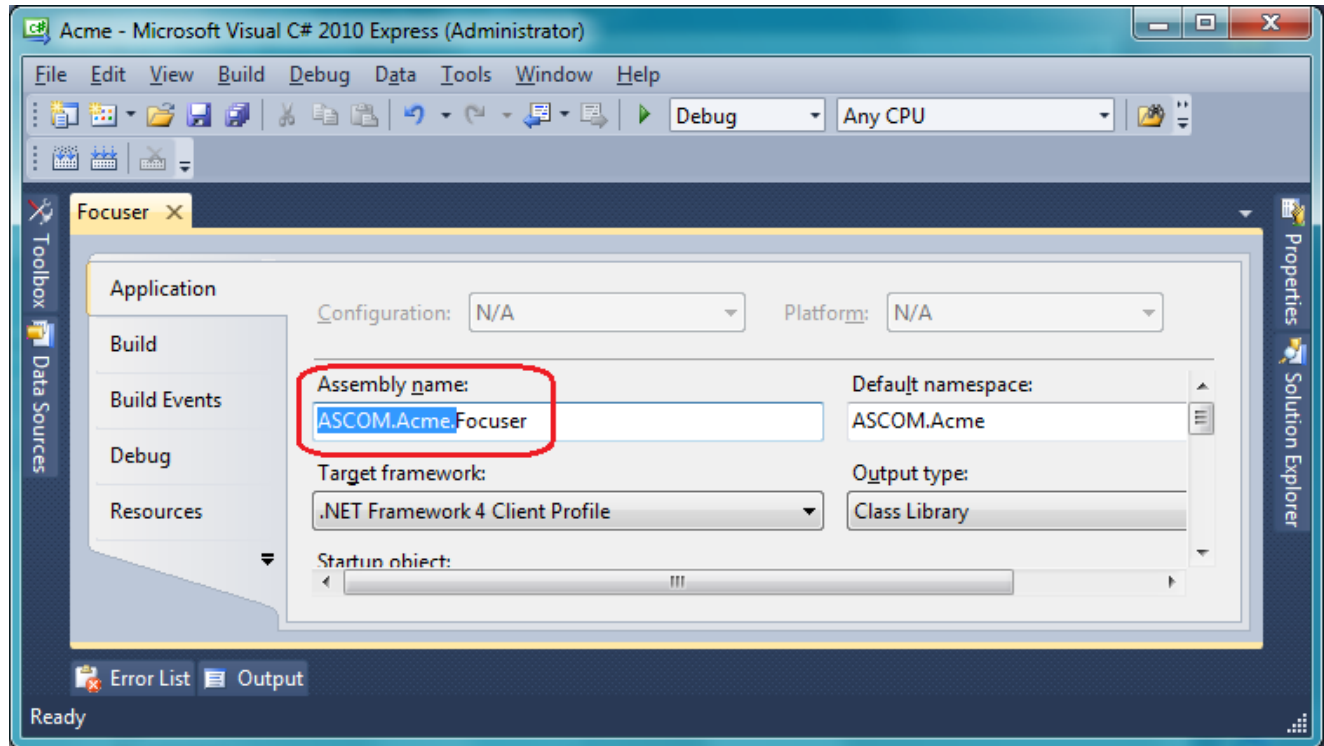 Acme - Microsoft Visual C# 2010 Express (Administrator)
File Edit View Build Debug Data Tools Window Help
Debug Any CPU
Focuser
Toolbox
Data Sources
Application
Build
Build Events
Debug
Resources
Configuration: N/A Platform: N/A
Assembly name: Default namespace:
ASCOM.Acme.Focuser ASCOM.Acme
Target framework: Output type:
.NET Framework 4 Client Profile Class Library
Startup object:
Properties
Solution Explorer
Error List Output
Ready